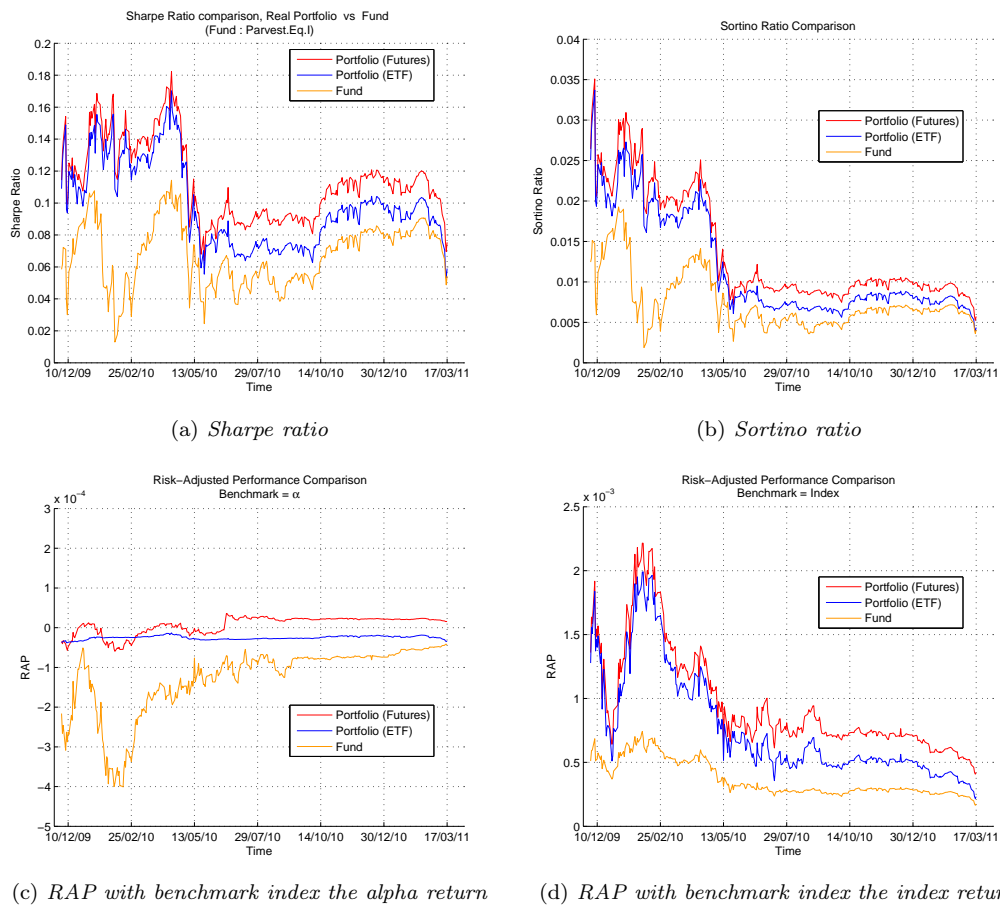 Sharpe Ratio comparison, Real Portfolio vs Fund
(Fund : Parvest.Eq.I)
0.2
0.18
0.16
0.14
0.12
0.1
0.08
0.06
0.04
0.02
0
Sharpe Ratio
Portfolio (Futures)
Portfolio (ETF)
Fund
10/12/09 25/02/10 13/05/10 29/07/10 14/10/10 30/12/10 17/03/11
Time
(a) Sharpe ratio
Sortino Ratio Comparison
0.04
0.035
0.03
0.025
0.02
0.015
0.01
0.005
0
Sortino Ratio
Portfolio (Futures)
Portfolio (ETF)
Fund
10/12/09 25/02/10 13/05/10 29/07/10 14/10/10 30/12/10 17/03/11
Time
(b) Sortino ratio
Risk−Adjusted Performance Comparison
Benchmark = α
x 10−4
3
2
1
0
−1
−2
−3
−4
−5
RAP
Portfolio (Futures)
Portfolio (ETF)
Fund
10/12/09 25/02/10 13/05/10 29/07/10 14/10/10 30/12/10 17/03/11
Time
(c) RAP with benchmark index the alpha return
Risk−Adjusted Performance Comparison
Benchmark = Index
x 10−3
2.5
2
1.5
1
0.5
0
RAP
Portfolio (Futures)
Portfolio (ETF)
Fund
10/12/09 25/02/10 13/05/10 29/07/10 14/10/10 30/12/10 17/03/11
Time
(d) RAP with benchmark index the index retur